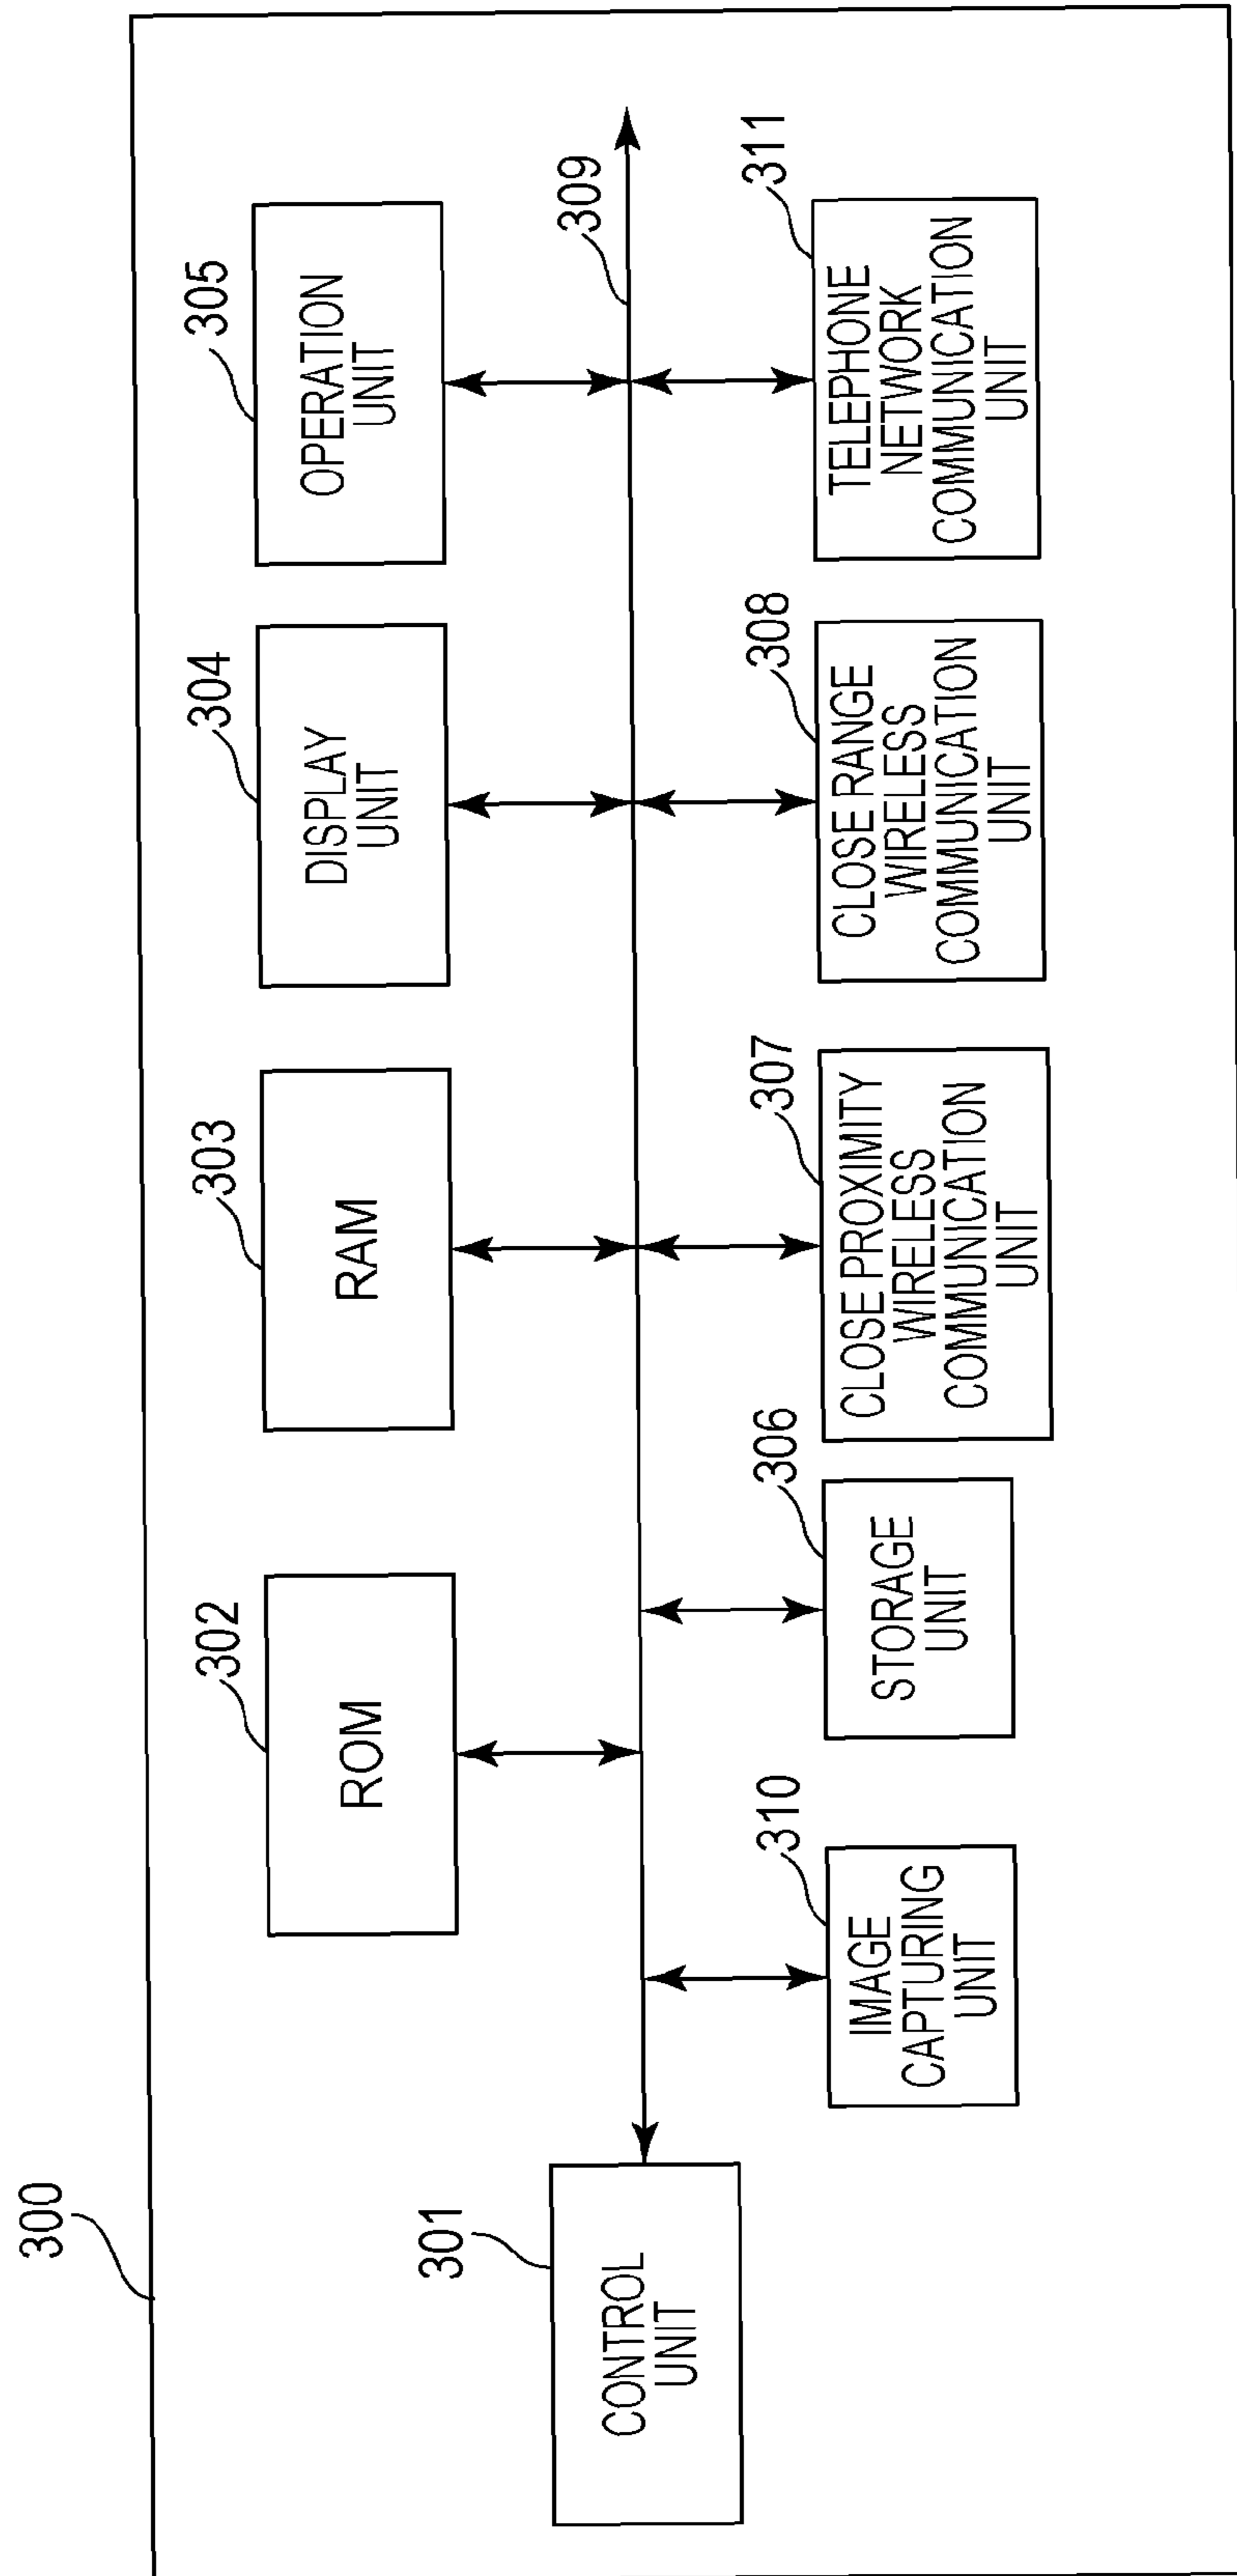 300
301
CONTROL
UNIT
302
ROM
303
RAM
304
DISPLAY
UNIT
305
OPERATION
UNIT
309
310
IMAGE
CAPTURING
UNIT
306
STORAGE
UNIT
307
CLOSE PROXIMITY
WIRELESS
COMMUNICATION
UNIT
308
CLOSE RANGE
WIRELESS
COMMUNICATION
UNIT
311
TELEPHONE
NETWORK
COMMUNICATION
UNIT